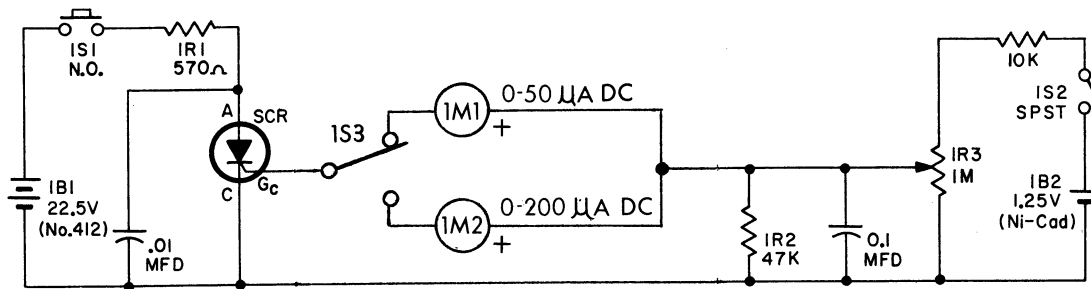 1S1
N.O.
1R1
570Ω
A
SCR
GC
C
1B1
22.5V
(No.412)
.01
MFD
1S3
1M1
+
0-50 μA DC
1M2
+
0-200 μA DC
1R2
47K
0.1
MFD
1R3
1M
10K
1S2
SPST
1B2
1.25V
(Ni-Cad)